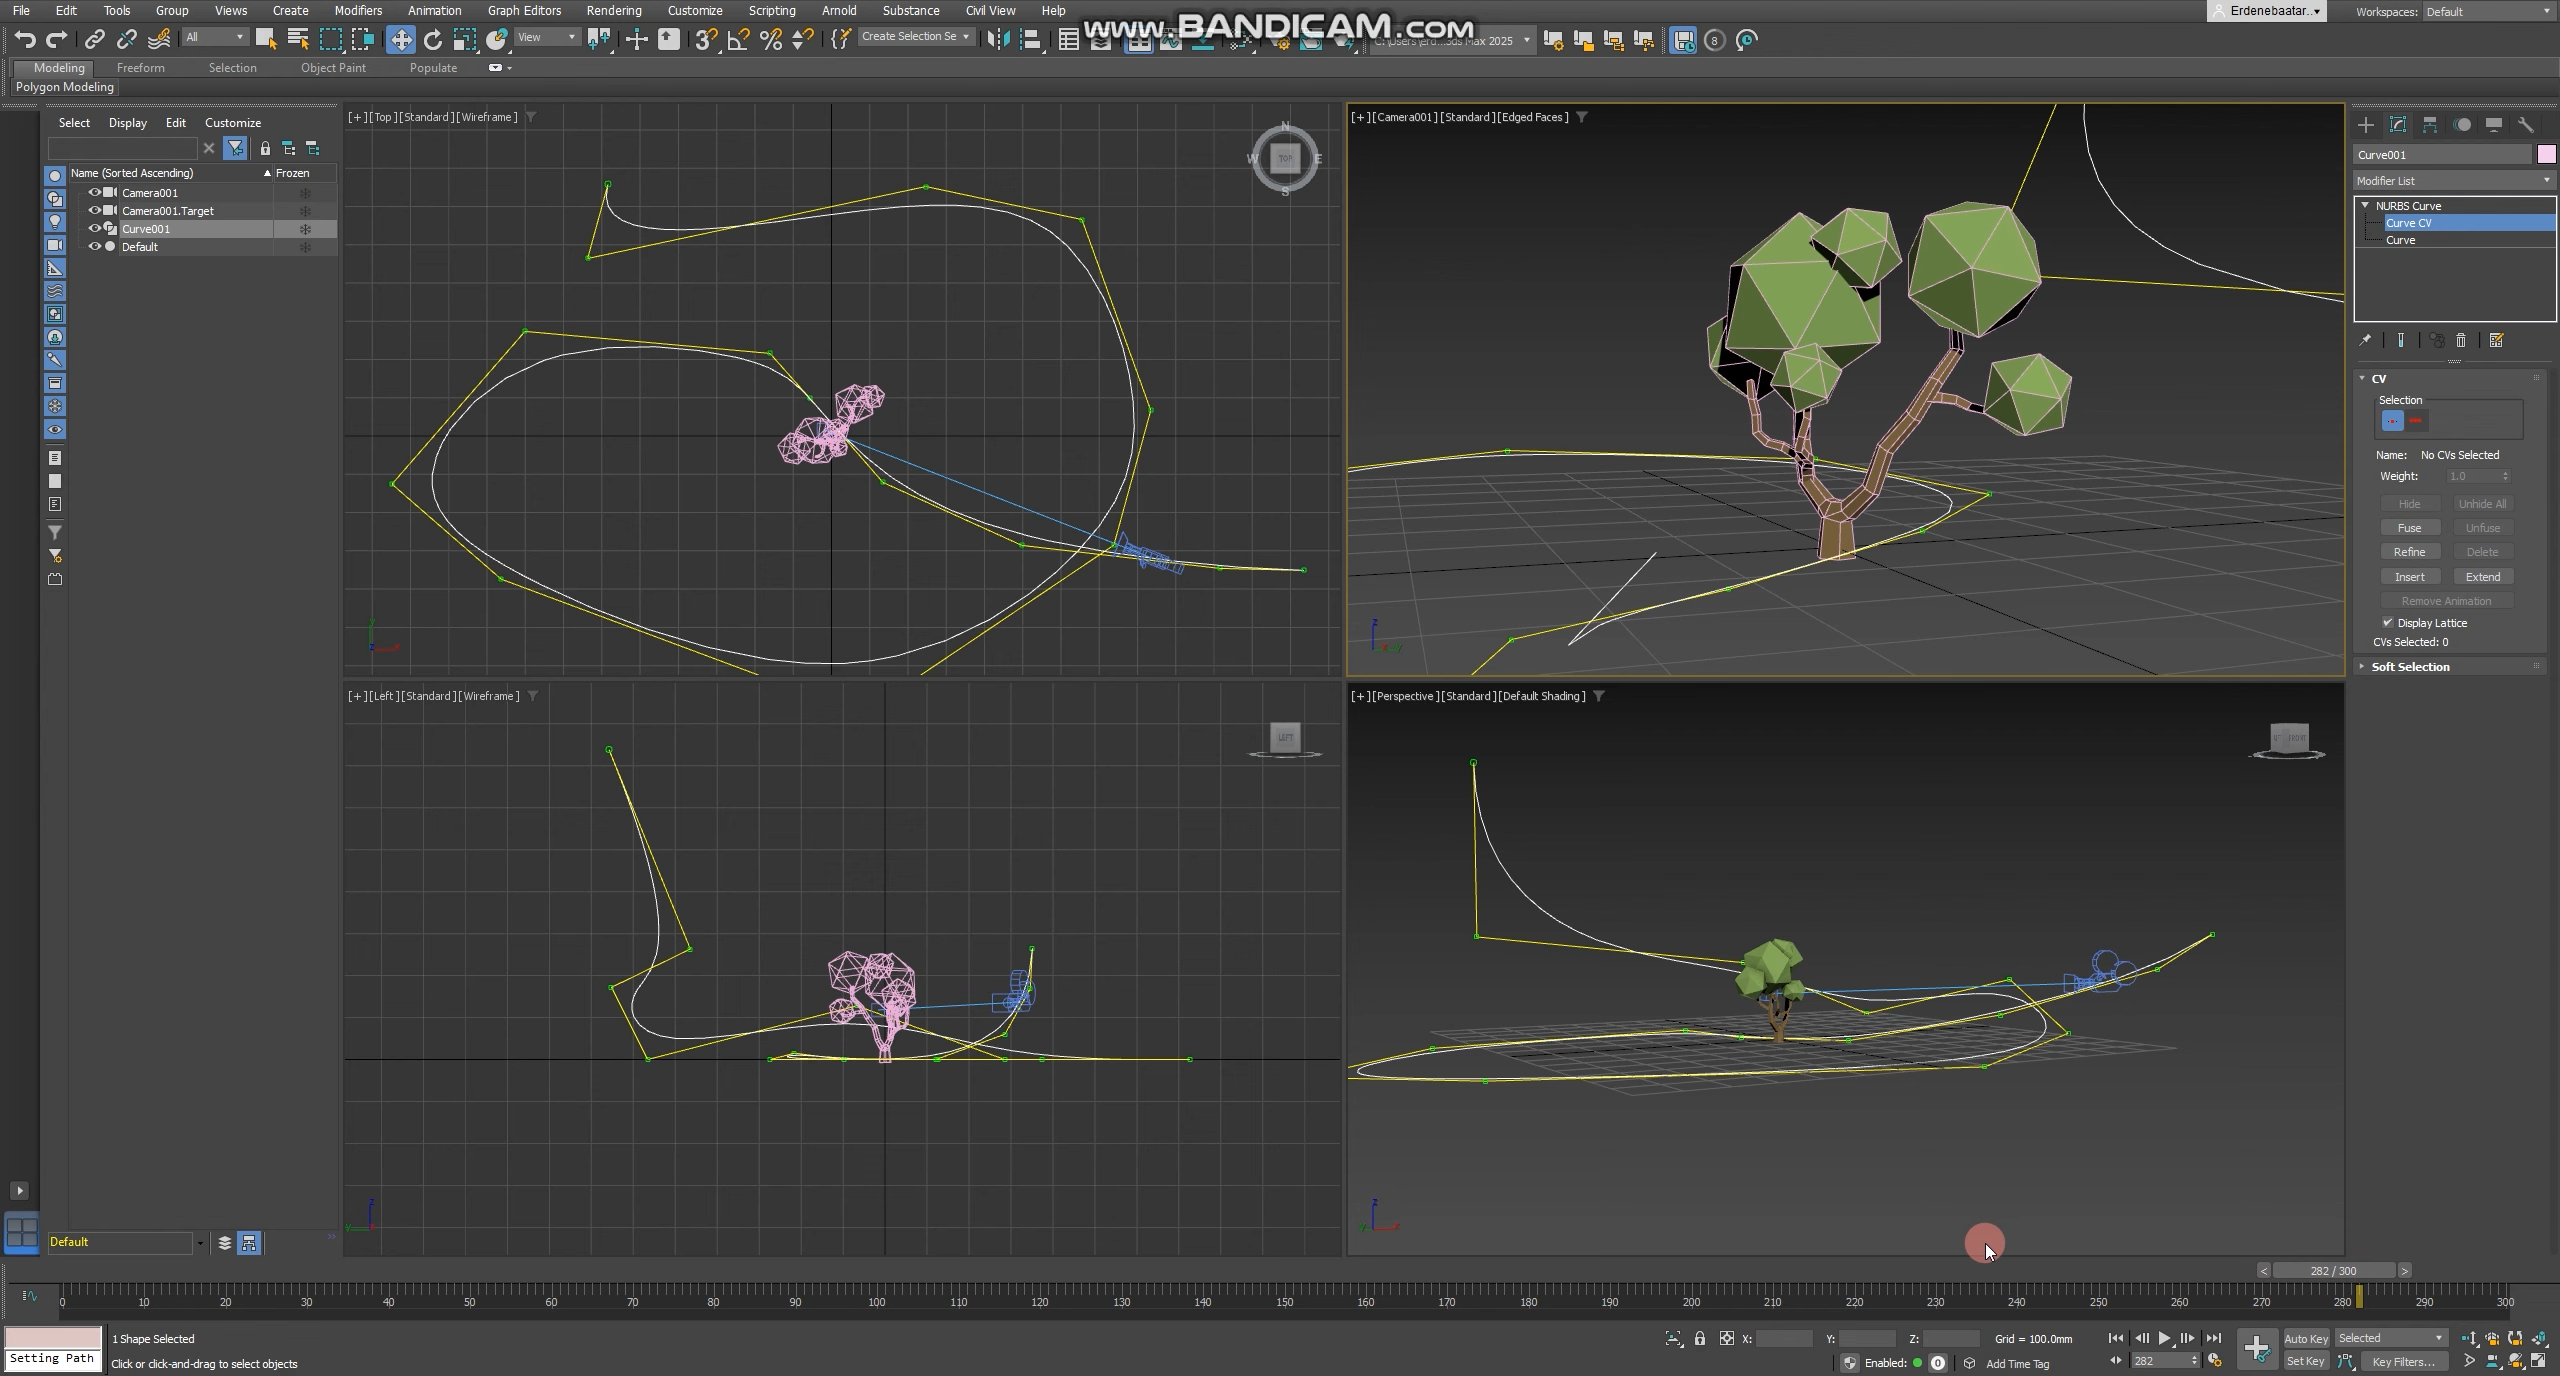 File Edit Tools Group Views Create Modifiers Animation Graph Editors Rendering Customize Scripting Arnold Substance Civil View Help
www.BANDICAM.com
Erdenebaatar... Workspaces: Default
All View Create Selection Se 3ds Max 2025
Modeling Freeform Selection Object Paint Populate
Polygon Modeling
Select Display Edit Customize
Name (Sorted Ascending) Frozen
Camera001
Camera001.Target
Curve001
Default
[+][Top][Standard][Wireframe]
N
W TOP E
S
[+][Camera001][Standard][Edged Faces]
[+][Left][Standard][Wireframe]
LEFT
[+][Perspective][Standard][Default Shading]
FRONT
Curve001
Modifier List
NURBS Curve
Curve CV
Curve
CV
Selection
Name: No CVs Selected
Weight: 1.0
Hide Unhide All
Fuse Unfuse
Refine Delete
Insert Extend
Remove Animation
Display Lattice
CVs Selected: 0
Soft Selection
Default
< 282 / 300 >
0 10 20 30 40 50 60 70 80 90 100 110 120 130 140 150 160 170 180 190 200 210 220 230 240 250 260 270 280 290 300
1 Shape Selected
X: Y: Z: Grid = 100.0mm
Auto Key Selected
Setting Path
Click or click-and-drag to select objects
Enabled: 0 Add Time Tag
282
Set Key Key Filters...